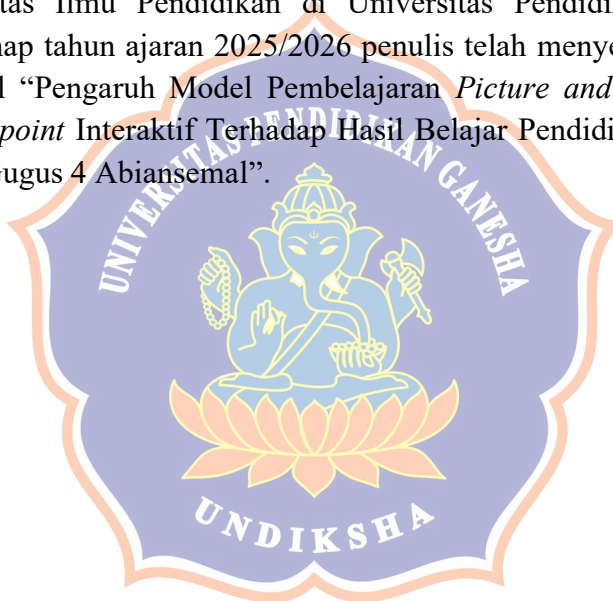 tas Ilmu Pendidikan di Universitas Pendidi
ap tahun ajaran 2025/2026 penulis telah menye
l “Pengaruh Model Pembelajaran Picture and
point Interaktif Terhadap Hasil Belajar Pendidi
ugus 4 Abiansemal”.
UNIVERSITAS PENDIDIKAN GANESHA
UNDIKSHA